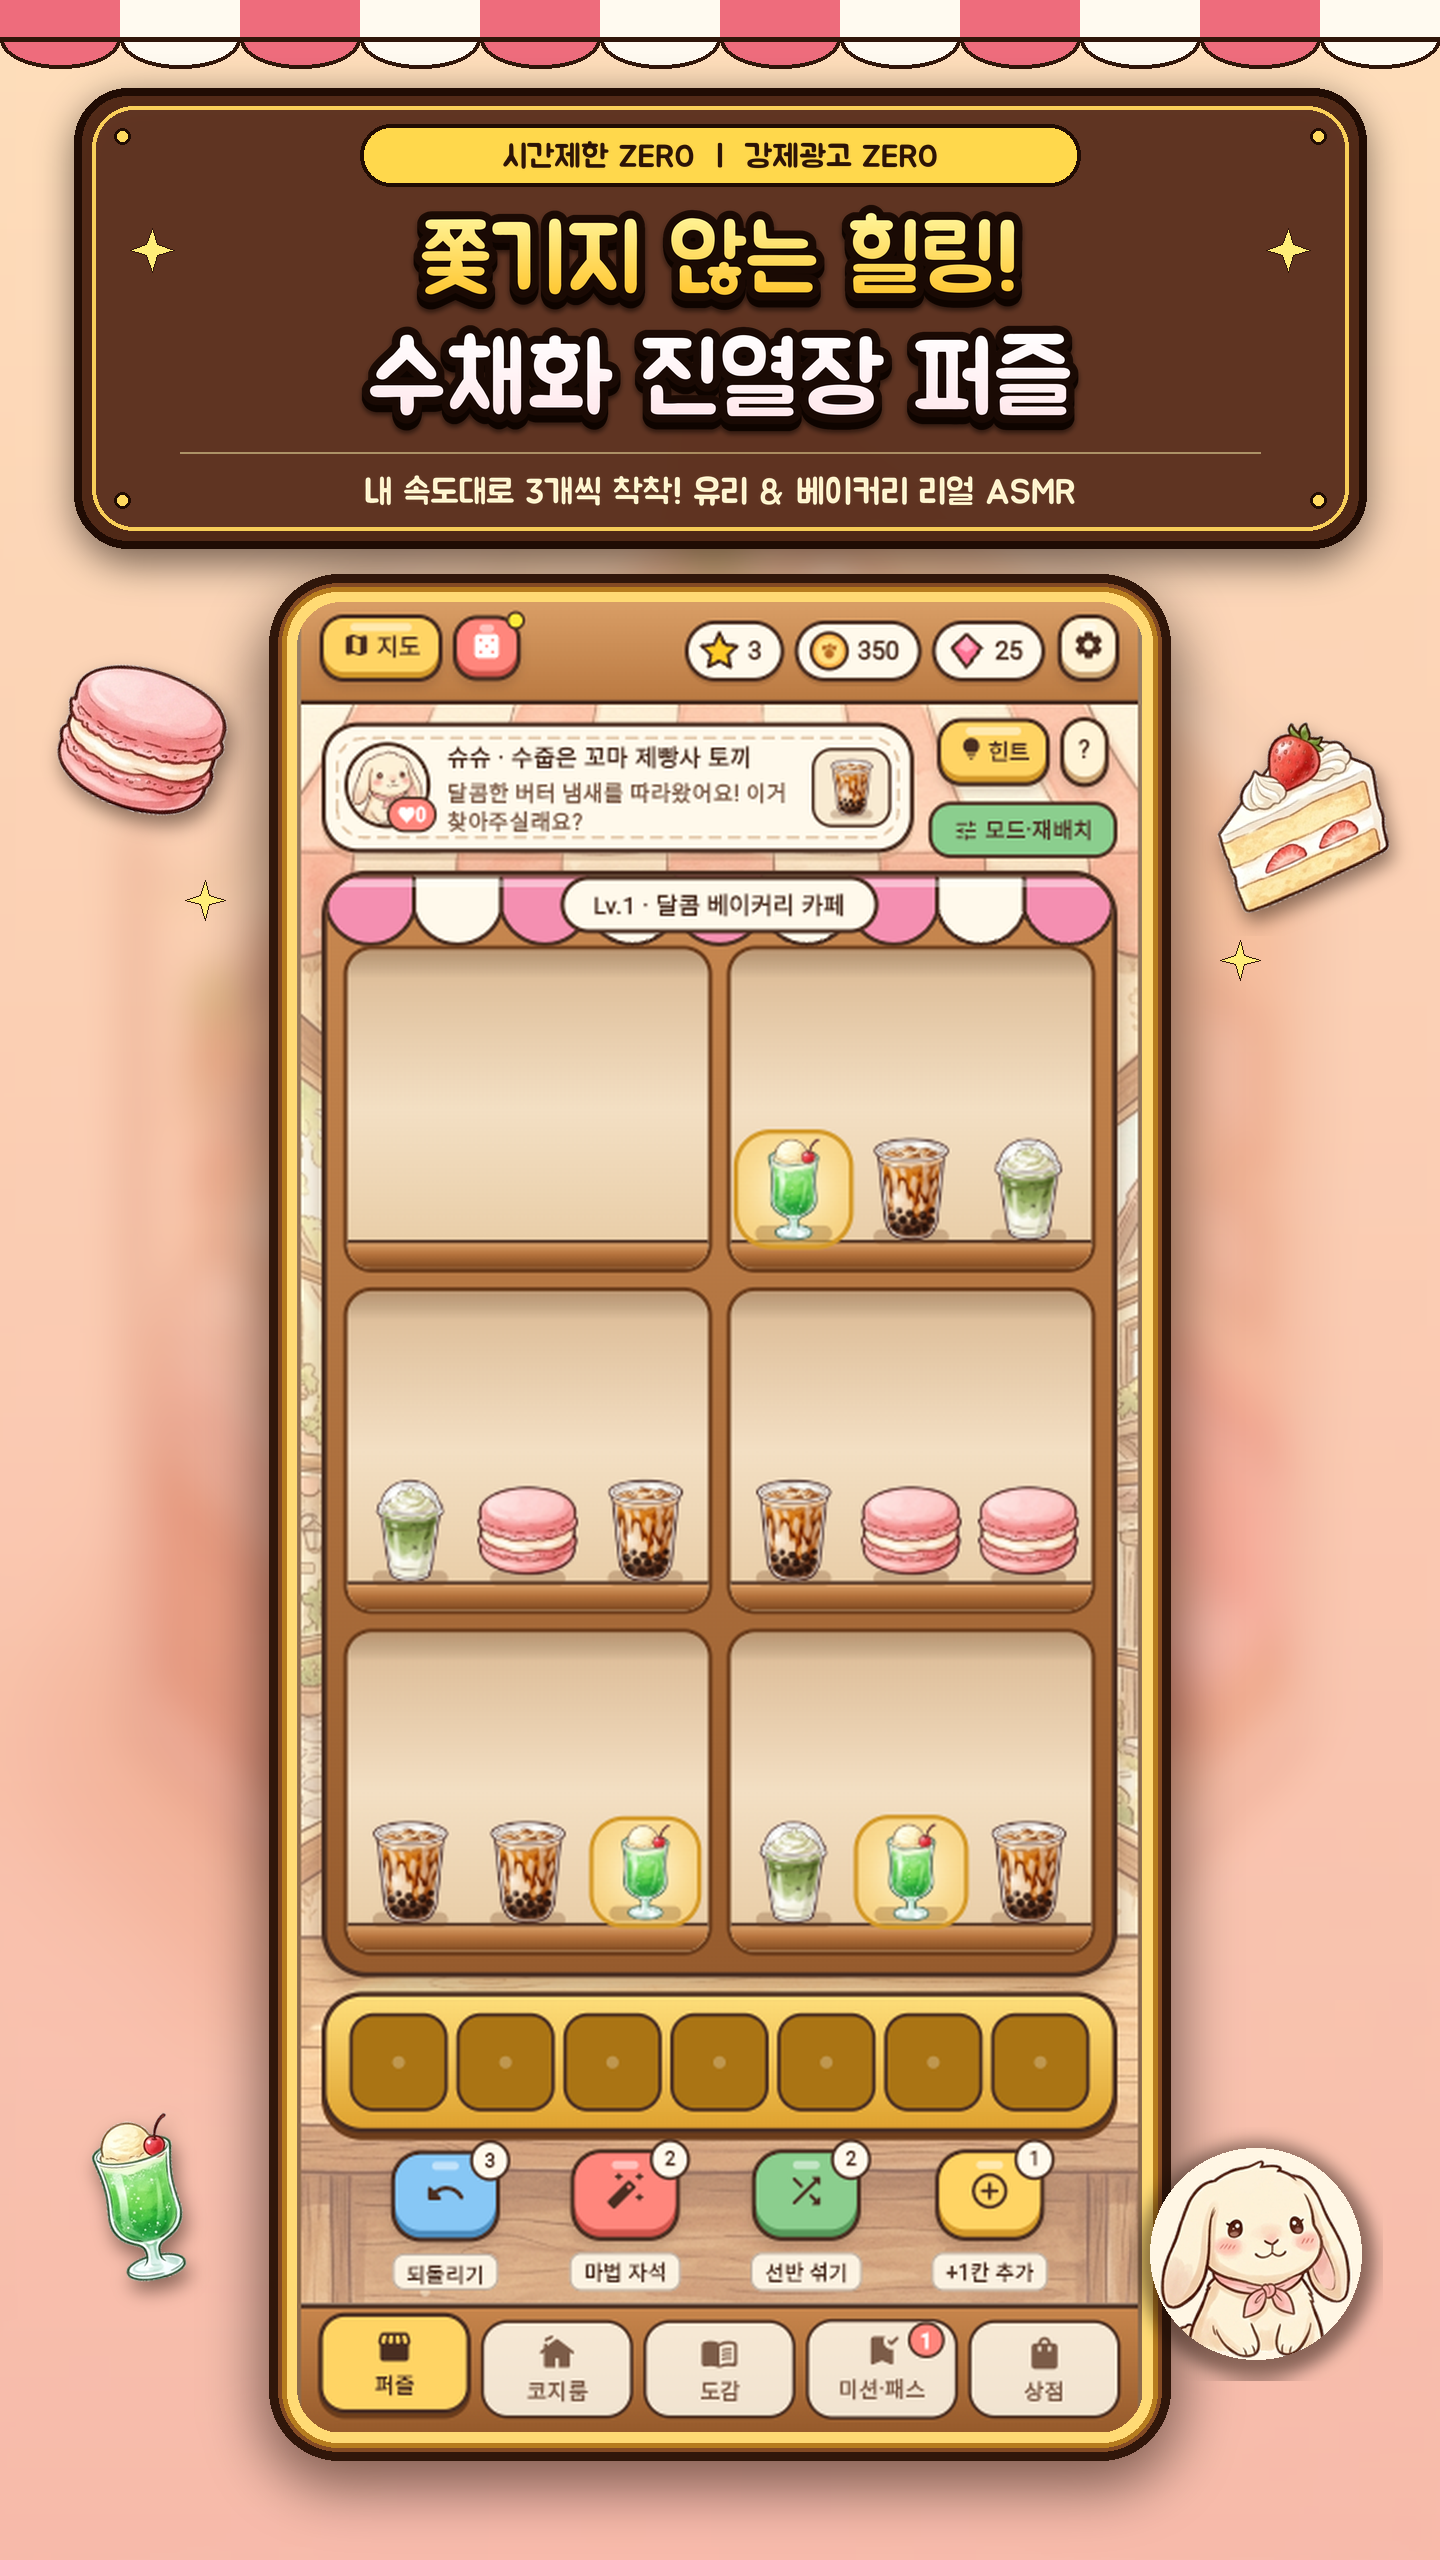 시간제한 ZERO | 강제광고 ZERO
쫓기지 않는 힐링!
수채화 진열장 퍼즐
내 속도대로 3개씩 착착! 유리 & 베이커리 리얼 ASMR
지도
3
350
25
슈슈 · 수줍은 꼬마 제빵사 토끼
달콤한 버터 냄새를 따라왔어요! 이거
찾아주실래요?
0
힌트
?
모드·재배치
Lv.1 · 달콤 베이커리 카페
3
2
2
1
되돌리기
마법 자석
선반 섞기
+1칸 추가
퍼즐
코지룸
도감
미션·패스
1
상점